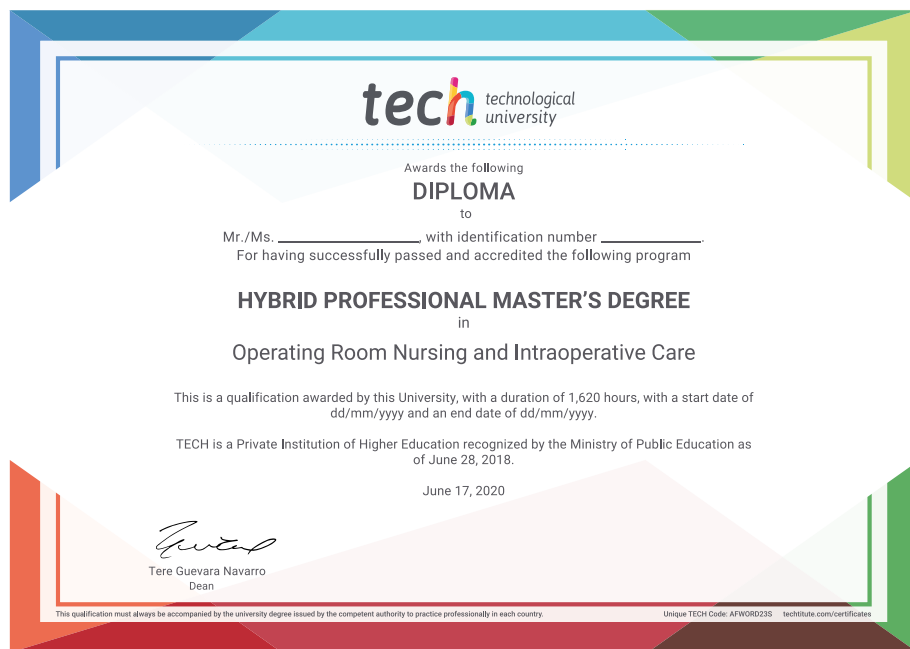 tech technological
university
Awards the following
DIPLOMA
to
Mr./Ms. ____________, with identification number ____________.
For having successfully passed and accredited the following program
HYBRID PROFESSIONAL MASTER'S DEGREE
in
Operating Room Nursing and Intraoperative Care
This is a qualification awarded by this University, with a duration of 1,620 hours, with a start date of
dd/mm/yyyy and an end date of dd/mm/yyyy.
TECH is a Private Institution of Higher Education recognized by the Ministry of Public Education as
of June 28, 2018.
June 17, 2020
Tere Guevara Navarro
Dean
This qualification must always be accompanied by the university degree issued by the competent authority to practice professionally in each country.
Unique TECH Code: AFWORD23S techtitute.com/certificates